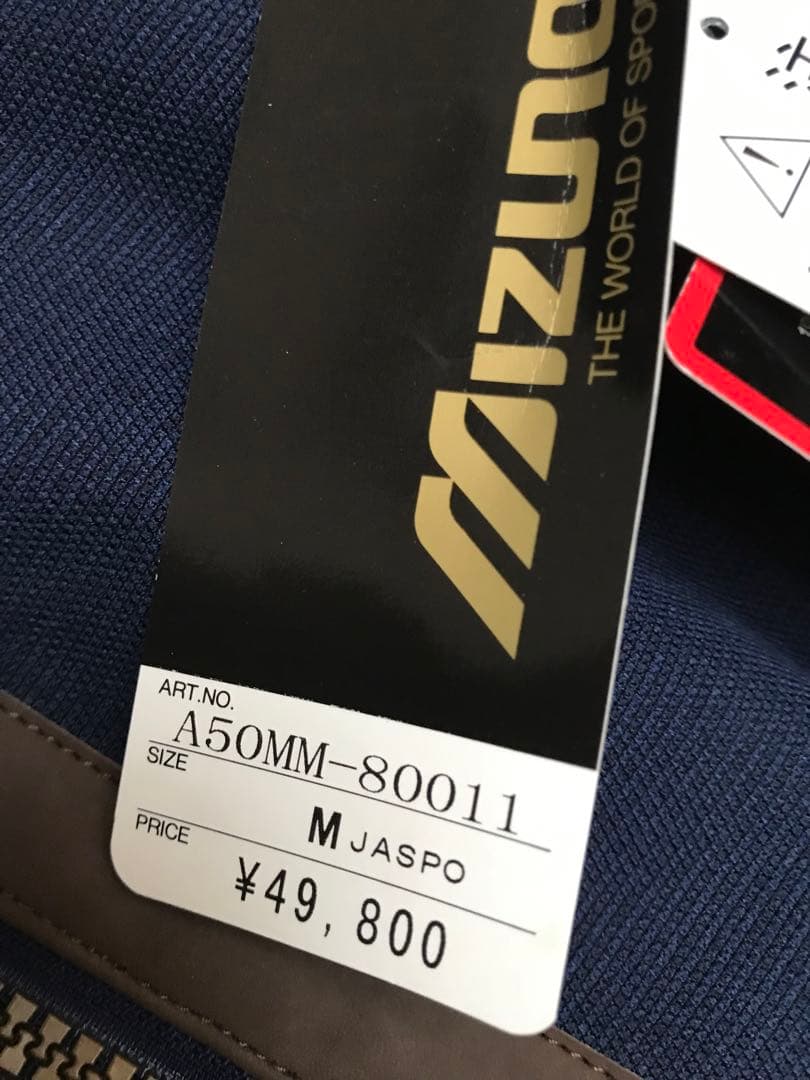 Mizuno
THE WORLD OF SPO
ART.NO.
A50MM-80011
SIZE
M JASPO
PRICE
¥49,800